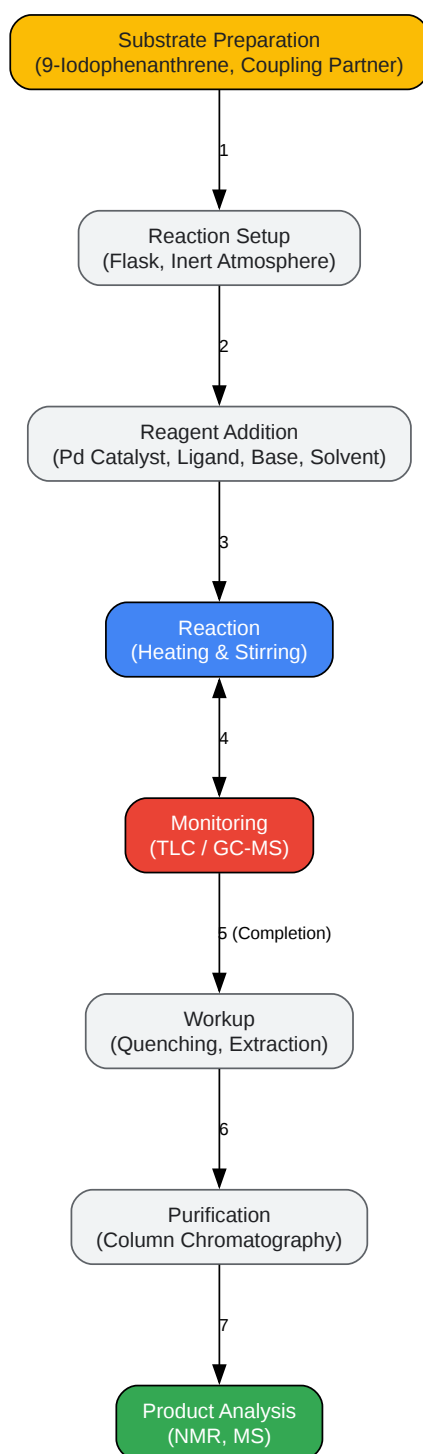 Substrate Preparation
(9-Iodophenanthrene, Coupling Partner)
1
Reaction Setup
(Flask, Inert Atmosphere)
2
Reagent Addition
(Pd Catalyst, Ligand, Base, Solvent)
3
Reaction
(Heating & Stirring)
4
Monitoring
(TLC / GC-MS)
5 (Completion)
Workup
(Quenching, Extraction)
6
Purification
(Column Chromatography)
7
Product Analysis
(NMR, MS)